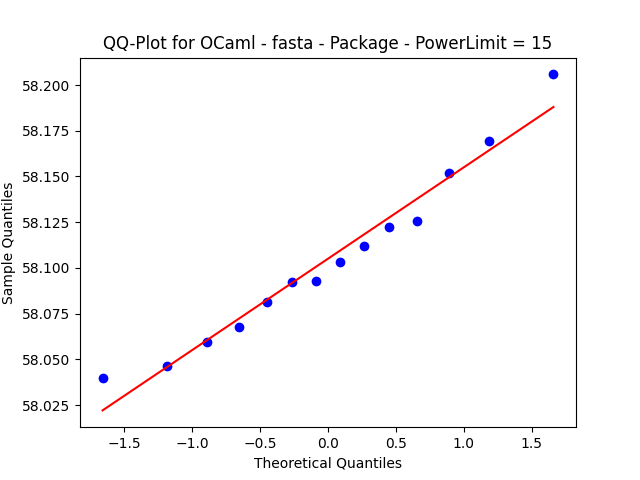 QQ-Plot for OCaml - fasta - Package - PowerLimit = 15
58.200
58.175
58.150
58.125
58.100
58.075
58.050
58.025
Sample Quantiles
−1.5 −1.0 −0.5 0.0 0.5 1.0 1.5
Theoretical Quantiles